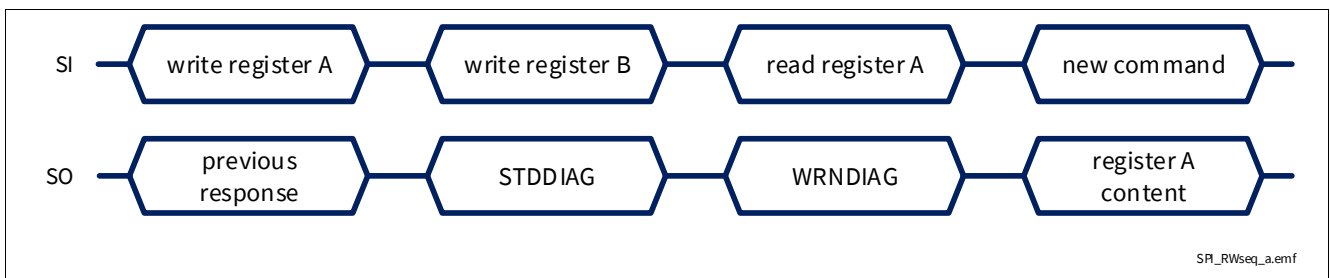 SI
write register A
write register B
read register A
new command
SO
previous
response
STDDIAG
WRNDIAG
register A
content
SPI_RWseq_a.emf